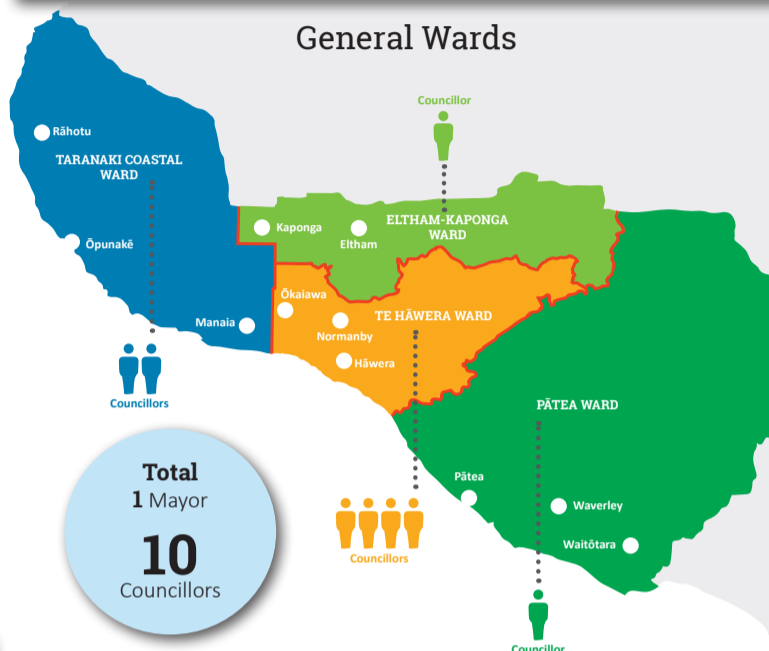 General Wards
Councillor
Rāhotu
TARANAKI COASTAL
WARD
Kaponga
Eltham
ELTHAM-KAPONGA
WARD
Ōpunakē
Ōkaiawa
Manaia
Normanby
TE HĀWERA WARD
Hāwera
Councillors
PĀTEA WARD
Total
1 Mayor
10
Councillors
Pātea
Waverley
Waitōtara
Councillors
Councillor